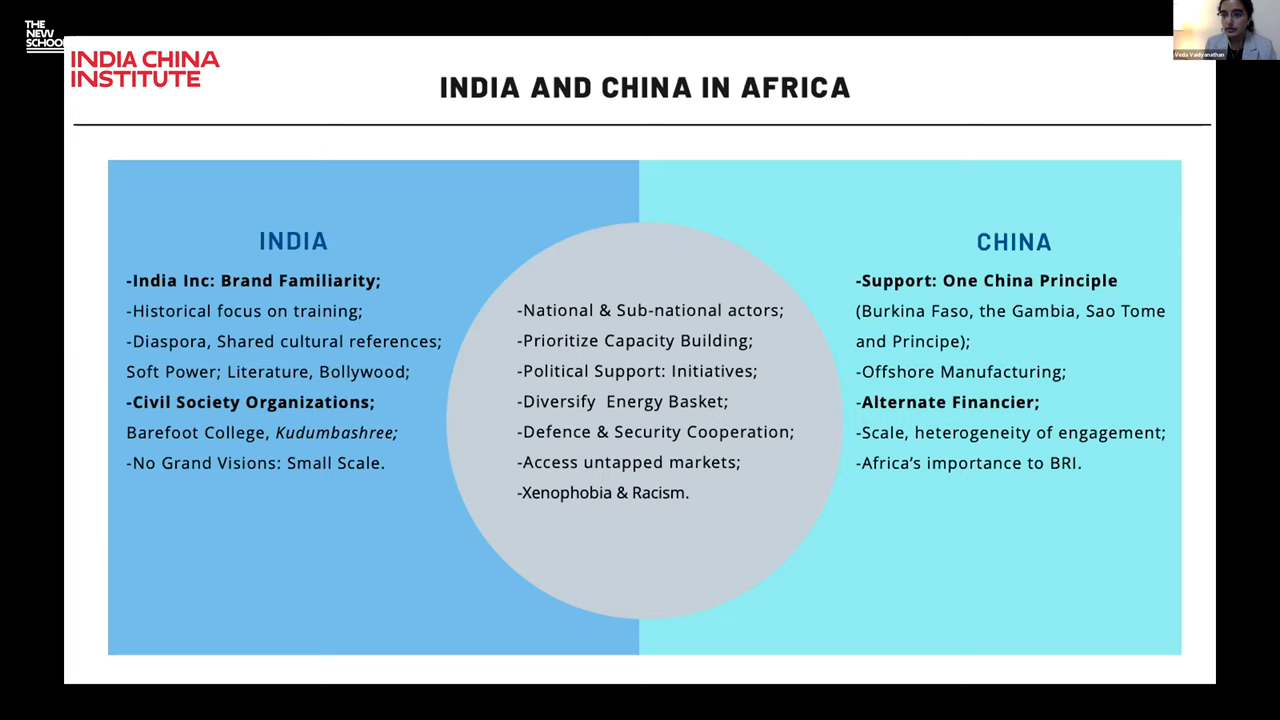 THE
NEW
SCHOOL
INDIA CHINA
INSTITUTE
INDIA AND CHINA IN AFRICA
Veda Vaidyanathan
INDIA
-India Inc: Brand Familiarity;
-Historical focus on training;
-Diaspora, Shared cultural references;
Soft Power; Literature, Bollywood;
-Civil Society Organizations;
Barefoot College, Kudumbashree;
-No Grand Visions: Small Scale.
-National & Sub-national actors;
-Prioritize Capacity Building;
-Political Support: Initiatives;
-Diversify Energy Basket;
-Defence & Security Cooperation;
-Access untapped markets;
-Xenophobia & Racism.
CHINA
-Support: One China Principle
(Burkina Faso, the Gambia, Sao Tome
and Principe);
-Offshore Manufacturing;
-Alternate Financier;
-Scale, heterogeneity of engagement;
-Africa’s importance to BRI.